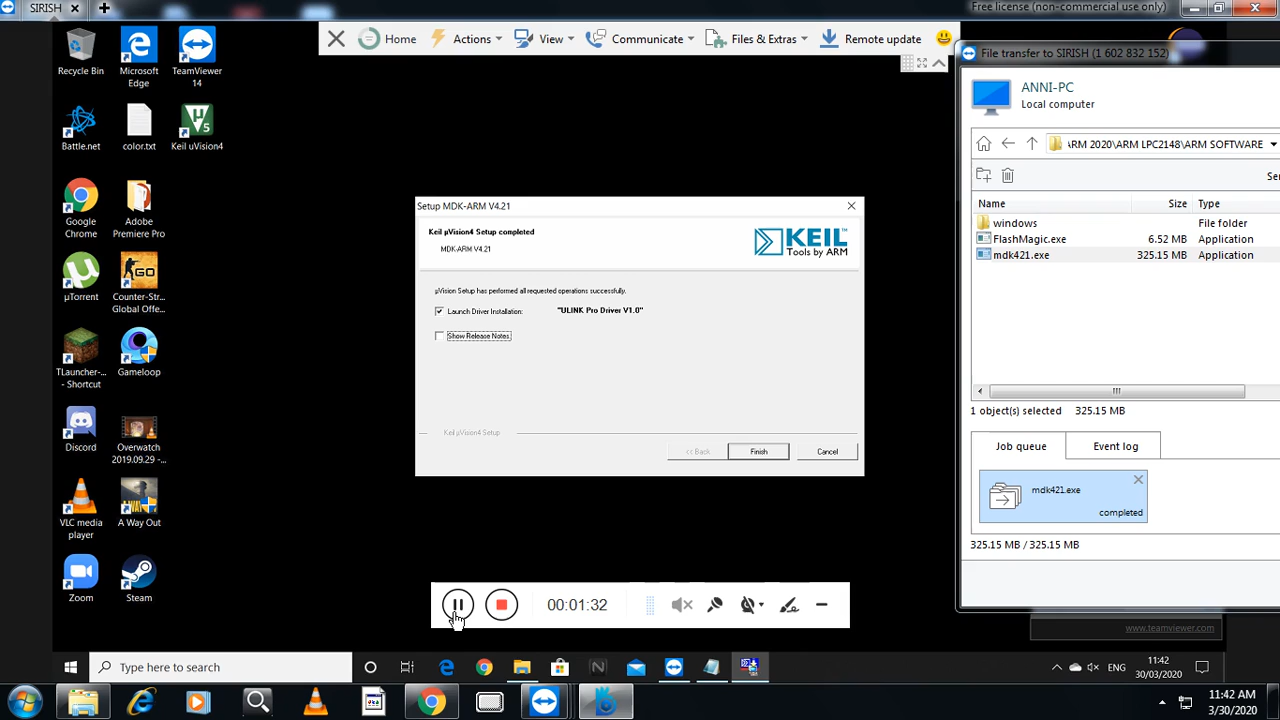 SIRISH
Free license (non-commercial use only)
Home
Actions
View
Communicate
Files & Extras
Remote update
Recycle Bin
Microsoft Edge
TeamViewer 14
Battle.net
color.txt
Keil uVision4
Google Chrome
Adobe Premiere Pro
µTorrent
Counter-Str... Global Offe...
TLauncher-... - Shortcut
Gameloop
Discord
Overwatch 2019.09.29 -...
VLC media player
A Way Out
Zoom
Steam
Setup MDK-ARM V4.21
Keil µVision4 Setup completed
MDK-ARM V4.21
KEIL™
Tools by ARM
µVision Setup has performed all requested operations successfully.
Launch Driver Installation:
"ULINK Pro Driver V1.0"
Show Release Notes.
Keil µVision4 Setup
<< Back
Finish
Cancel
File transfer to SIRISH (1 602 832 152)
ANNI-PC
Local computer
ARM 2020\ARM LPC2148\ARM SOFTWARE
Name
Size
Type
windows
File folder
FlashMagic.exe
6.52 MB
Application
mdk421.exe
325.15 MB
Application
1 object(s) selected
325.15 MB
Job queue
Event log
mdk421.exe
completed
325.15 MB / 325.15 MB
www.teamviewer.com
00:01:32
Type here to search
ENG
11:42
30/03/2020
11:42 AM
3/30/2020